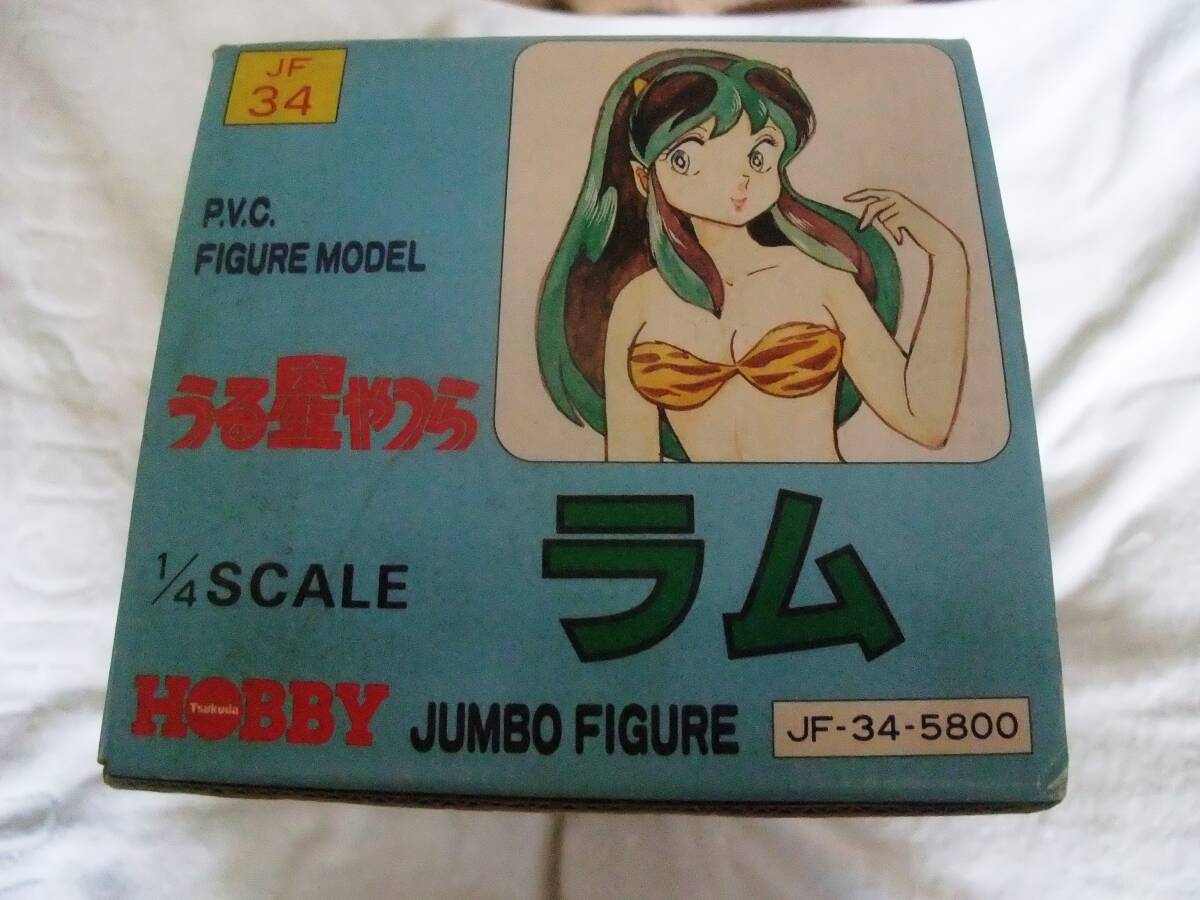 JF
34
P.V.C.
FIGURE MODEL
うる星やつら
1/4 SCALE
ラム
HOBBY
Tsukuda
JUMBO FIGURE
JF-34-5800